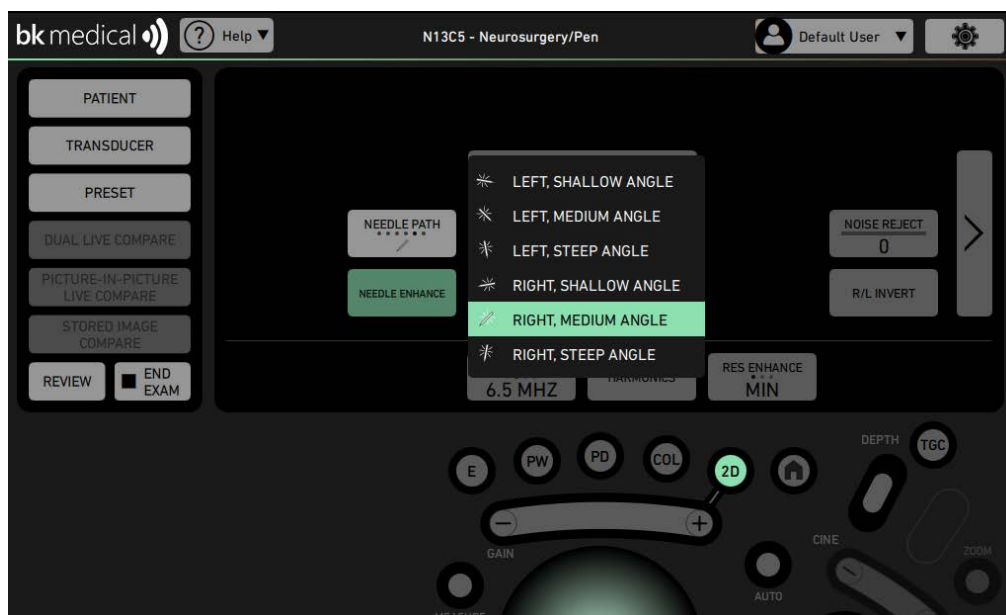 bk medical
? Help ▼
N13C5 - Neurosurgery/Pen
Default User ▼
PATIENT
TRANSDUCER
PRESET
DUAL LIVE COMPARE
PICTURE-IN-PICTURE
LIVE COMPARE
STORED IMAGE
COMPARE
REVIEW
END
EXAM
NEEDLE PATH
NEEDLE ENHANCE
LEFT, SHALLOW ANGLE
LEFT, MEDIUM ANGLE
LEFT, STEEP ANGLE
RIGHT, SHALLOW ANGLE
RIGHT, MEDIUM ANGLE
RIGHT, STEEP ANGLE
NOISE REJECT
0
R/L INVERT
6.5 MHZ
HARMONICS
RES ENHANCE
MIN
E
PW
PD
COL
2D
DEPTH
TGC
GAIN
CINE
ZOOM
AUTO
MEASURE